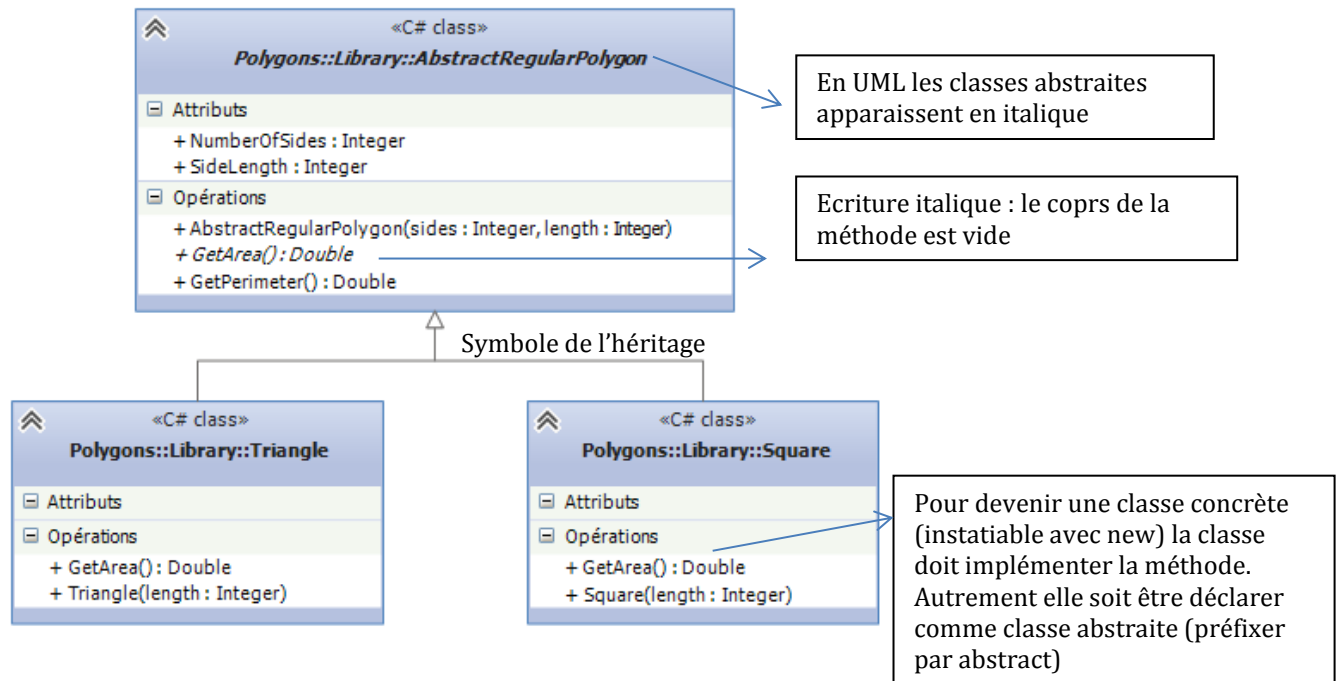 «C# class»
Polygons::Library::AbstractRegularPolygon
Attributs
+ NumberOfSides : Integer
+ SideLength : Integer
Opérations
+ AbstractRegularPolygon(sides : Integer, length : Integer)
+ GetArea() : Double
+ GetPerimeter() : Double
En UML les classes abstraites
apparaissent en italique
Ecriture italique : le coprs de la
méthode est vide
Symbole de l’héritage
«C# class»
Polygons::Library::Triangle
Attributs
Opérations
+ GetArea() : Double
+ Triangle(length : Integer)
«C# class»
Polygons::Library::Square
Attributs
Opérations
+ GetArea() : Double
+ Square(length : Integer)
Pour devenir une classe concrète
(instatiable avec new) la classe
doit implémenter la méthode.
Autrement elle soit être déclarer
comme classe abstraite (préfixer
par abstract)